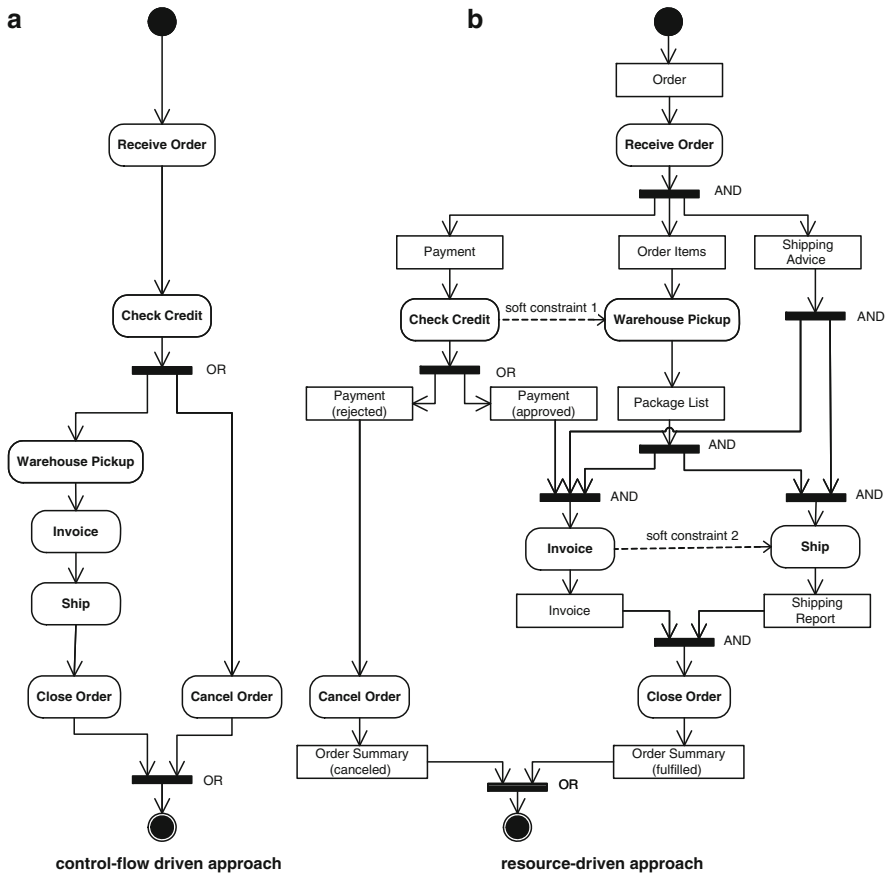 a
Receive Order
Check Credit
OR
Warehouse Pickup
Invoice
Ship
Close Order
Cancel Order
OR
control-flow driven approach
b
Order
Receive Order
AND
Payment
Order Items
Shipping
Advice
Check Credit
soft constraint 1
Warehouse Pickup
AND
OR
Payment
(rejected)
Payment
(approved)
Package List
AND
AND
AND
Invoice
soft constraint 2
Ship
Invoice
Shipping
Report
AND
Cancel Order
Close Order
Order Summary
(canceled)
Order Summary
(fulfilled)
OR
resource-driven approach